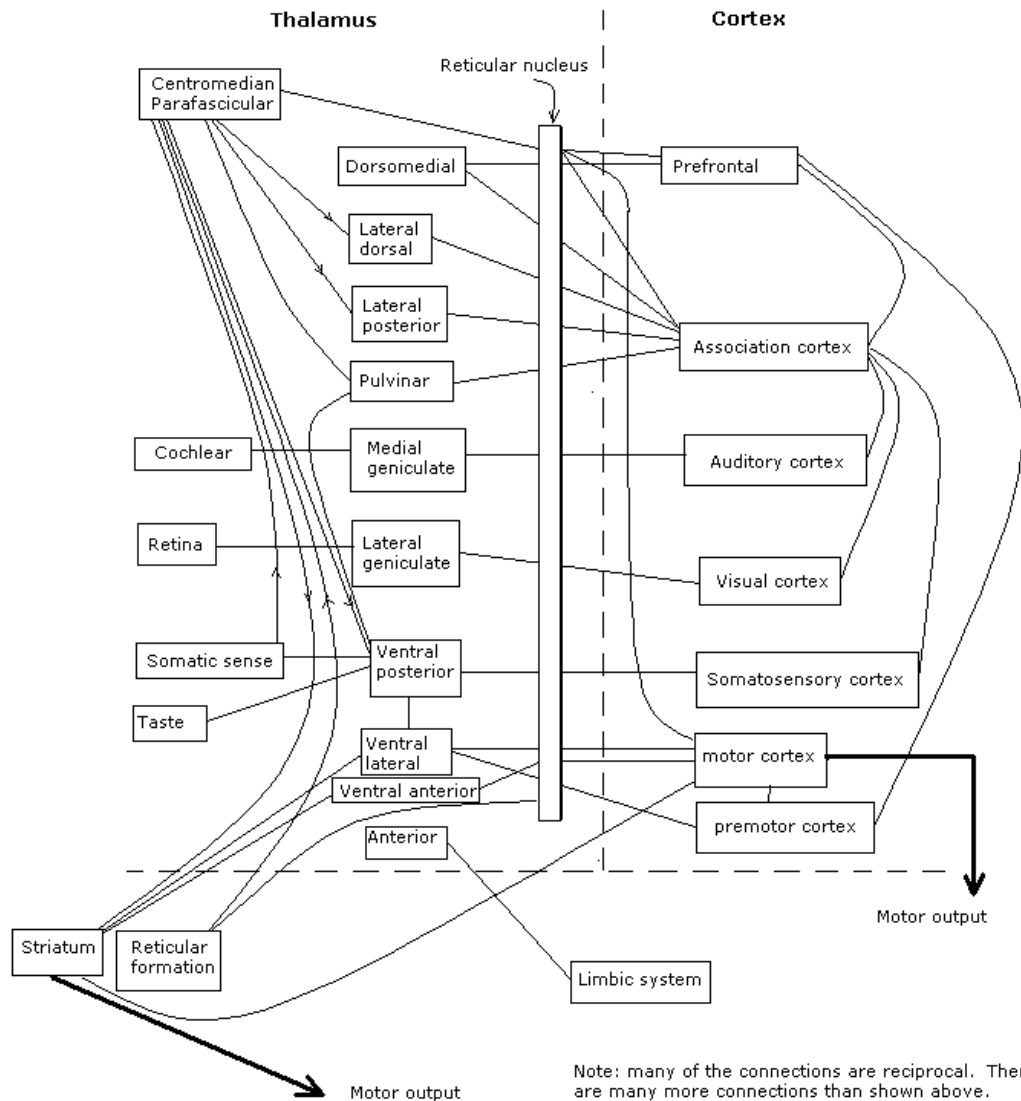 Thalamus
Cortex
Reticular nucleus
Centromedian
Parafascicular
Dorsomedial
Prefrontal
Lateral
dorsal
Lateral
posterior
Association cortex
Pulvinar
Cochlear
Medial
geniculate
Auditory cortex
Retina
Lateral
geniculate
Visual cortex
Somatic sense
Ventral
posterior
Somatosensory cortex
Taste
Ventral
lateral
motor cortex
Ventral anterior
premotor cortex
Anterior
Motor output
Striatum
Reticular
formation
Limbic system
Motor output
Note: many of the connections are reciprocal. Ther
are many more connections than shown above.